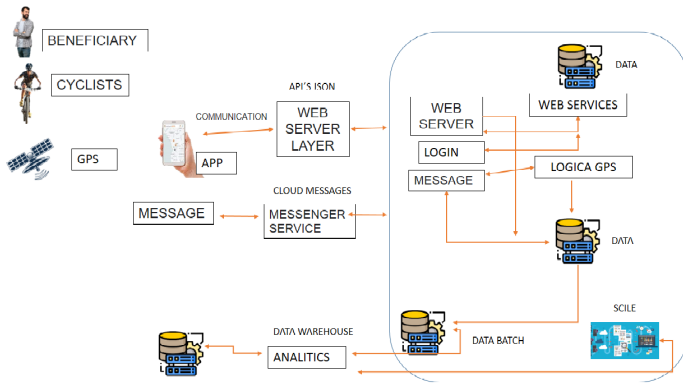 BENEFICIARY
CYCLISTS
GPS
APP
COMMUNICATION
API'S JSON
WEB
SERVER
LAYER
CLOUD MESSAGES
MESSAGE
MESSENGER
SERVICE
DATA
WEB SERVICES
WEB
SERVER
LOGIN
MESSAGE
LOGICA GPS
DATA
SCILE
DATA BATCH
DATA WAREHOUSE
ANALITICS